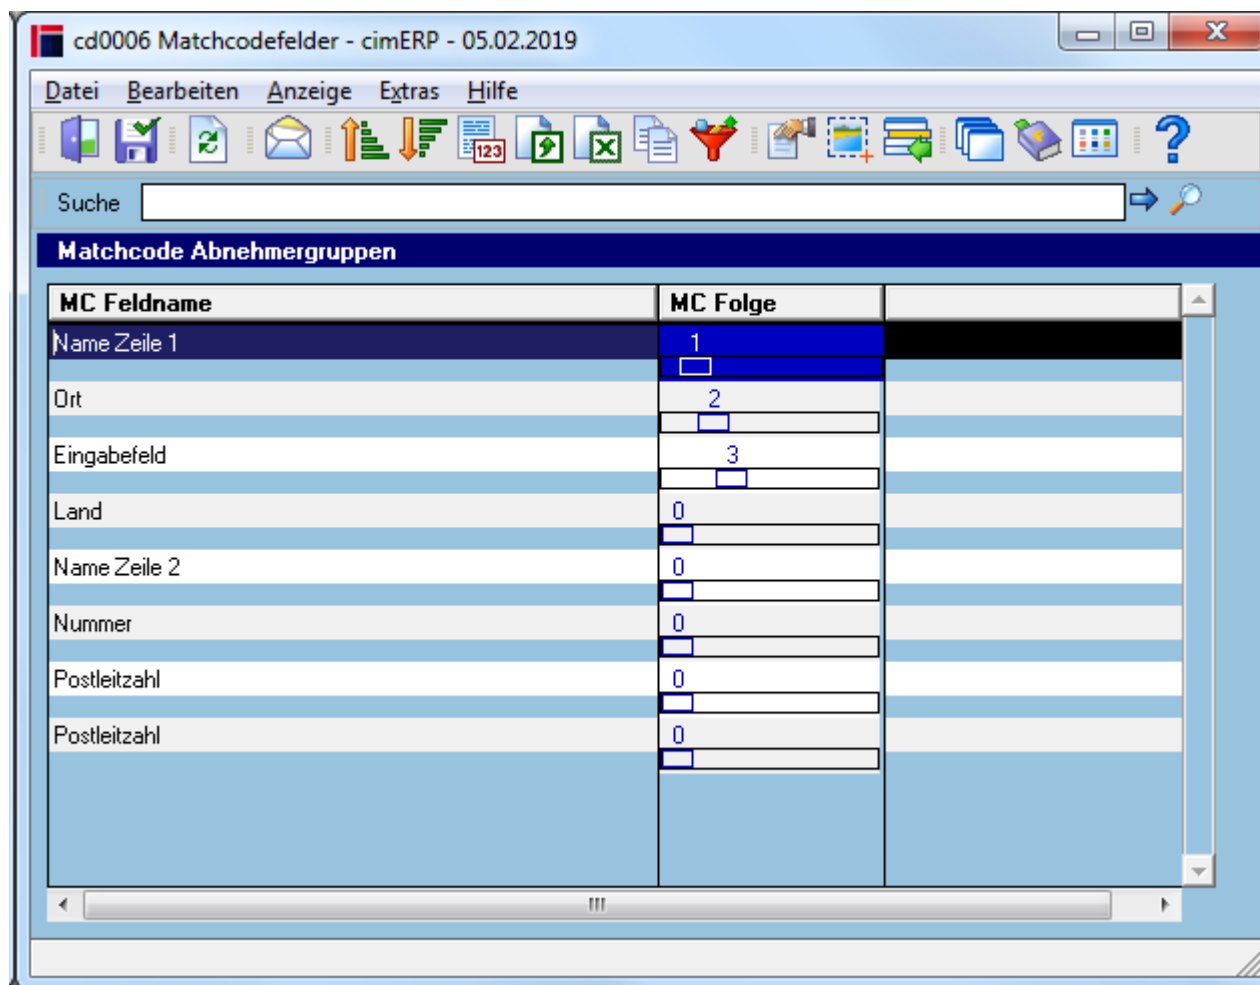 cd0006 Matchcodefelder - cimERP - 05.02.2019
Datei Bearbeiten Anzeige Extras Hilfe
123
Suche
Matchcode Abnehmergruppen
MC Feldname MC Folge
Name Zeile 1 1
Ort 2
Eingabefeld 3
Land 0
Name Zeile 2 0
Nummer 0
Postleitzahl 0
Postleitzahl 0